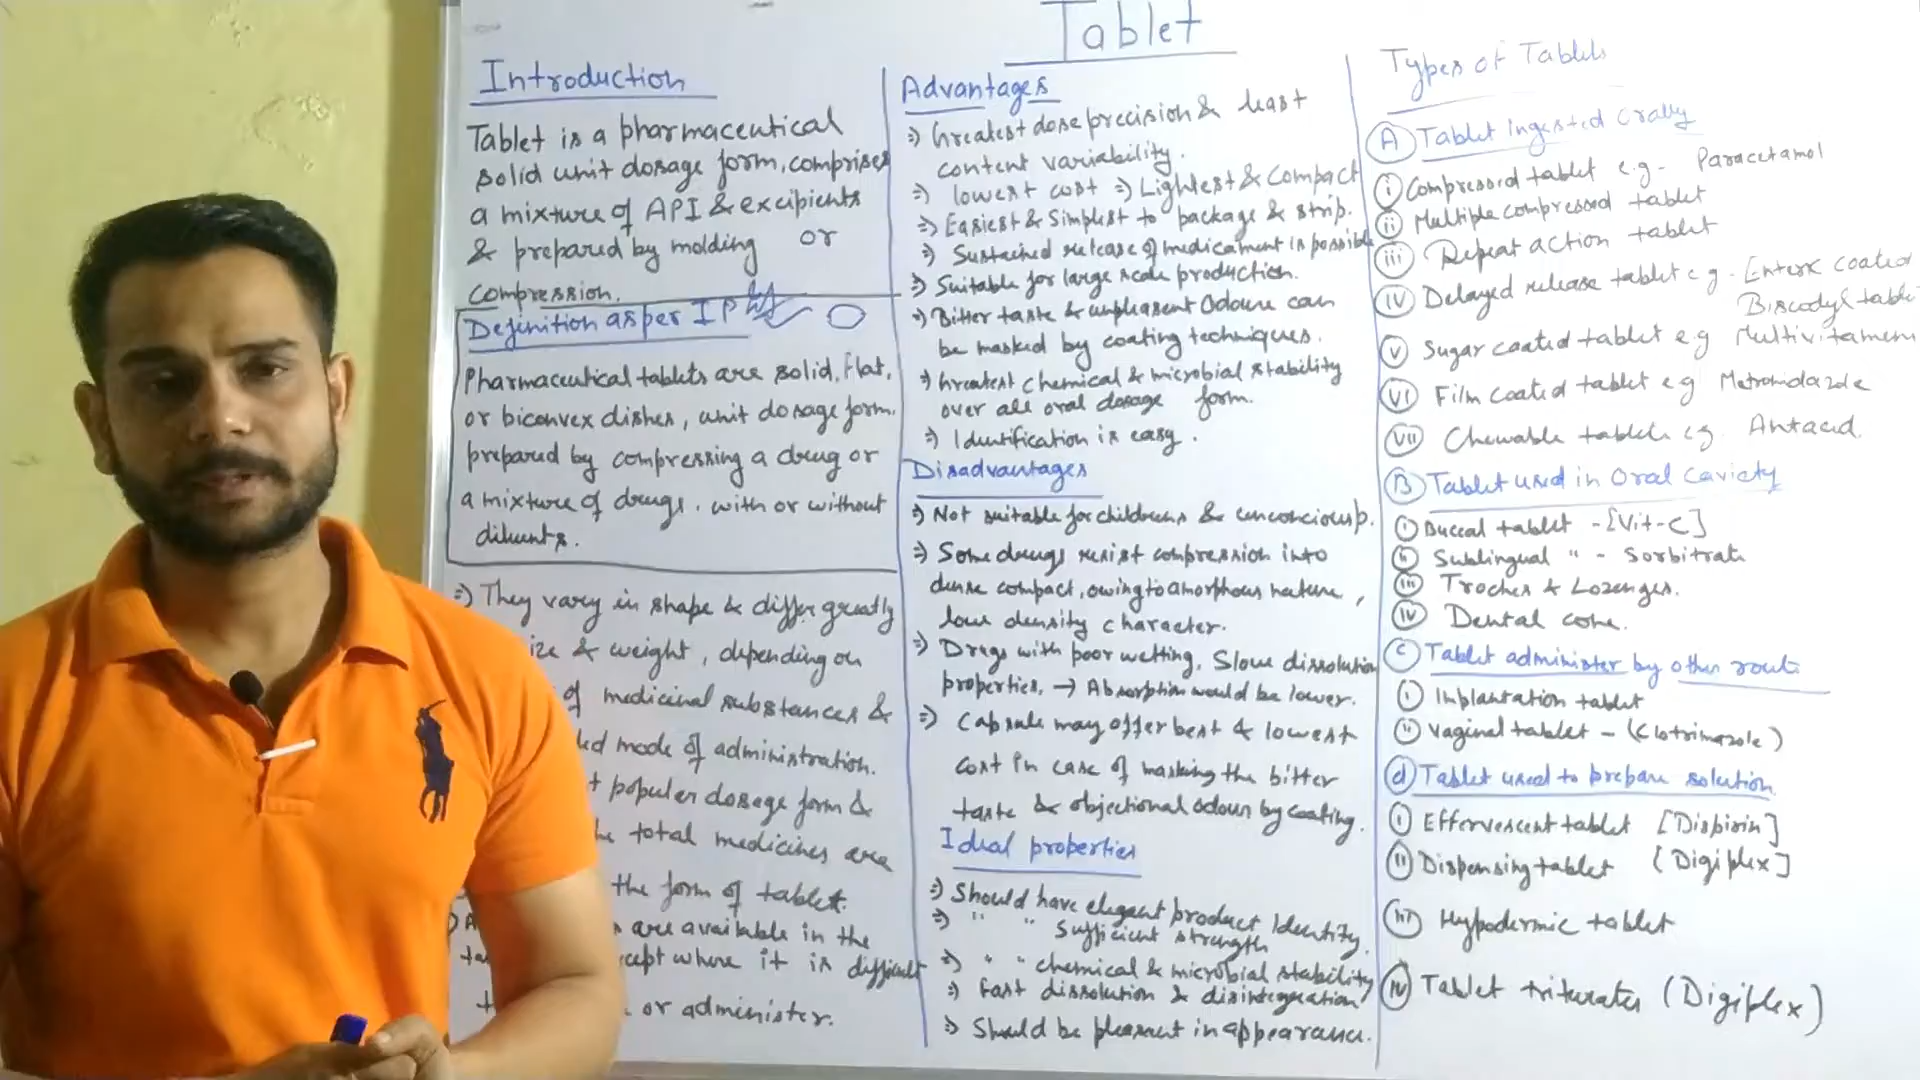 Tablet
Introduction
Tablet is a pharmaceutical
solid unit dosage form, comprises
a mixture of API & excipients
& prepared by molding or
compression.
Definition as per IP
Pharmaceutical tablets are solid, flat,
or biconvex dishes, unit dosage form.
prepared by compressing a drug or
a mixture of drugs. with or without
diluents.
=) They vary in shape & differ greatly
& weight, depending on
of medicinal substances &
mode of administration.
popular dosage form &
total medicines are
the form of tablet.
are available in the
where it is difficult
or administer.
Advantages
=) Greatest dose precision & least
content variability.
=) lowest cost =) Lightest & Compact
=) Easiest & Simplest to package & strip.
=) Sustained release of medicament is possible
=) Suitable for large scale production.
=) Bitter taste & unpleasent Odour can
be masked by coating techniques.
=) Greatest chemical & microbial stability
over all oral dosage form.
=) Identification is easy.
Disadvantages
=) Not suitable for childrens & unconcious p.
=) Some drugs resist compression into
dense compact, owing to amorphous nature,
low density character.
=) Drugs with poor wetting, Slow dissolution
properties, → Absorption would be lower.
=) Capsule may offer best & lowest
cost in case of masking the bitter
taste & objectional odour by coating.
Ideal properties
=) Should have elegant product Identity.
=) " " Sufficient strength
=) " " chemical & microbial stability
=) Fast dissolution & disintegration
=) Should be pleasant in appearance.
Types of Tablets
A Tablet ingested Orally
i Compressed tablet e.g- Paracetamol
ii Multiple compressed tablet
iii Repeat action tablet
iv Delayed release tablet e g - Enteric coated
Biscodyl tablet
v Sugar coated tablet e.g Multivitamin
vi Film coated tablet e g Metronidazole
vii Chewable tablets eg. Antacid.
B Tablet used in Oral Caviety
i Buccal tablet - [Vit-C]
ii Sublingual " - Sorbitrate
iii Troches & Lozenges.
iv Dental cone.
C Tablet administer by other route
i Implantation tablet
ii Vaginal tablet - (Clotrimazole)
d Tablet used to prepare solution
i Effervescent tablet [Dispirin]
ii Dispensing tablet [Digiplex]
iii Hypodermic tablet
iv Tablet triturates (Digiplex)